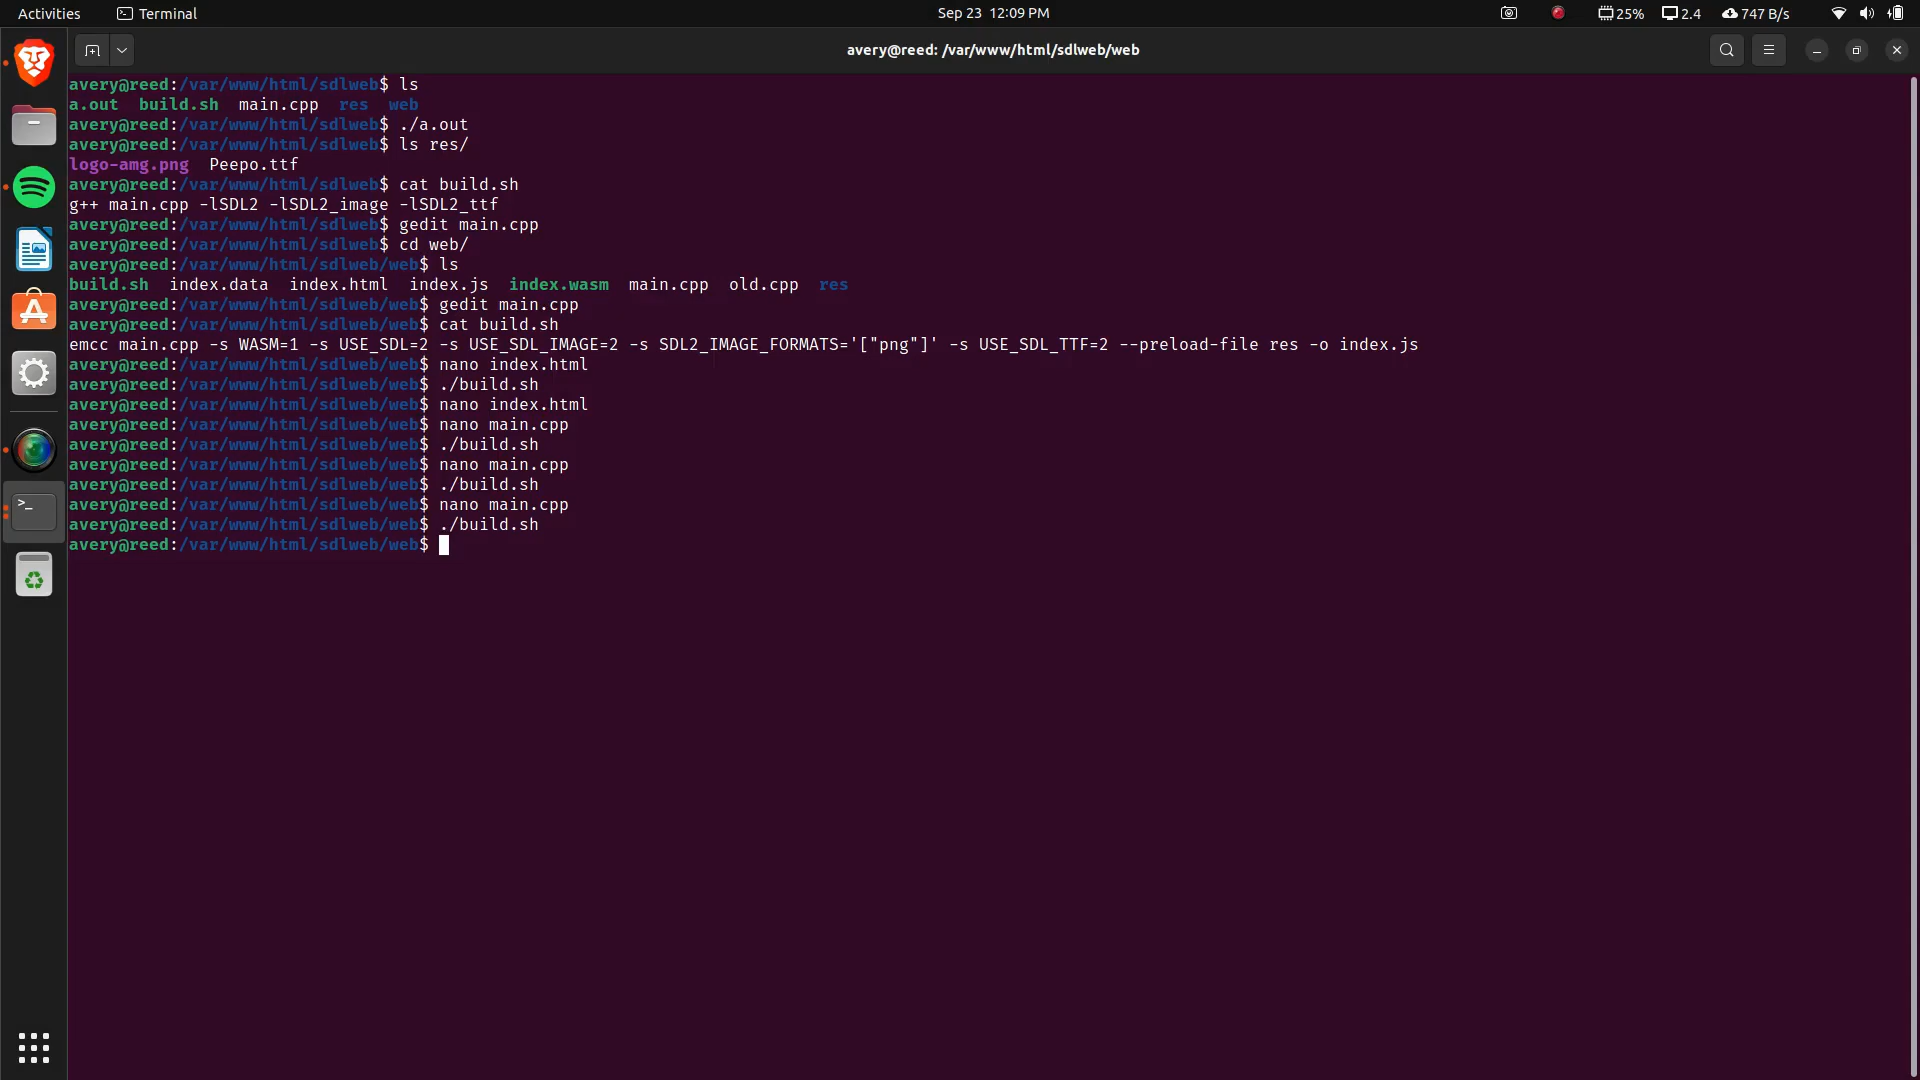 Activities Terminal Sep 23 12:09 PM 25% 2.4 747 B/s
avery@reed: /var/www/html/sdlweb/web
avery@reed:/var/www/html/sdlweb$ ls
a.out build.sh main.cpp res web
avery@reed:/var/www/html/sdlweb$ ./a.out
avery@reed:/var/www/html/sdlweb$ ls res/
logo-amg.png Peepo.ttf
avery@reed:/var/www/html/sdlweb$ cat build.sh
g++ main.cpp -lSDL2 -lSDL2_image -lSDL2_ttf
avery@reed:/var/www/html/sdlweb$ gedit main.cpp
avery@reed:/var/www/html/sdlweb$ cd web/
avery@reed:/var/www/html/sdlweb/web$ ls
build.sh index.data index.html index.js index.wasm main.cpp old.cpp res
avery@reed:/var/www/html/sdlweb/web$ gedit main.cpp
avery@reed:/var/www/html/sdlweb/web$ cat build.sh
emcc main.cpp -s WASM=1 -s USE_SDL=2 -s USE_SDL_IMAGE=2 -s SDL2_IMAGE_FORMATS='["png"]' -s USE_SDL_TTF=2 --preload-file res -o index.js
avery@reed:/var/www/html/sdlweb/web$ nano index.html
avery@reed:/var/www/html/sdlweb/web$ ./build.sh
avery@reed:/var/www/html/sdlweb/web$ nano index.html
avery@reed:/var/www/html/sdlweb/web$ nano main.cpp
avery@reed:/var/www/html/sdlweb/web$ ./build.sh
avery@reed:/var/www/html/sdlweb/web$ nano main.cpp
avery@reed:/var/www/html/sdlweb/web$ ./build.sh
avery@reed:/var/www/html/sdlweb/web$ nano main.cpp
avery@reed:/var/www/html/sdlweb/web$ ./build.sh
avery@reed:/var/www/html/sdlweb/web$